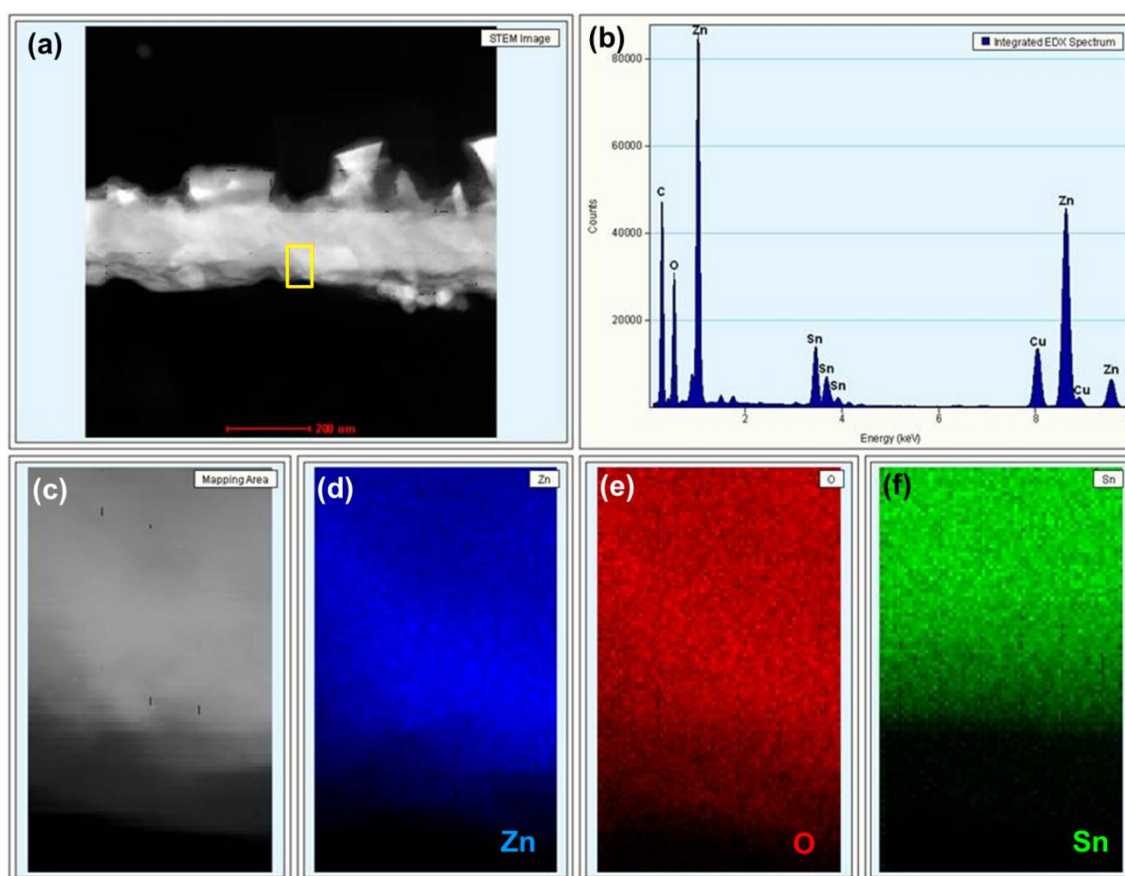 (a)
STEM Image
200 nm
(b)
Integrated EDX Spectrum
Counts
80000
60000
40000
20000
C
O
Zn
Sn
Sn
Sn
Cu
Zn
Cu
Zn
2
4
6
8
Energy (keV)
(c)
Mapping Area
(d)
Zn
Zn
(e)
O
O
(f)
Sn
Sn